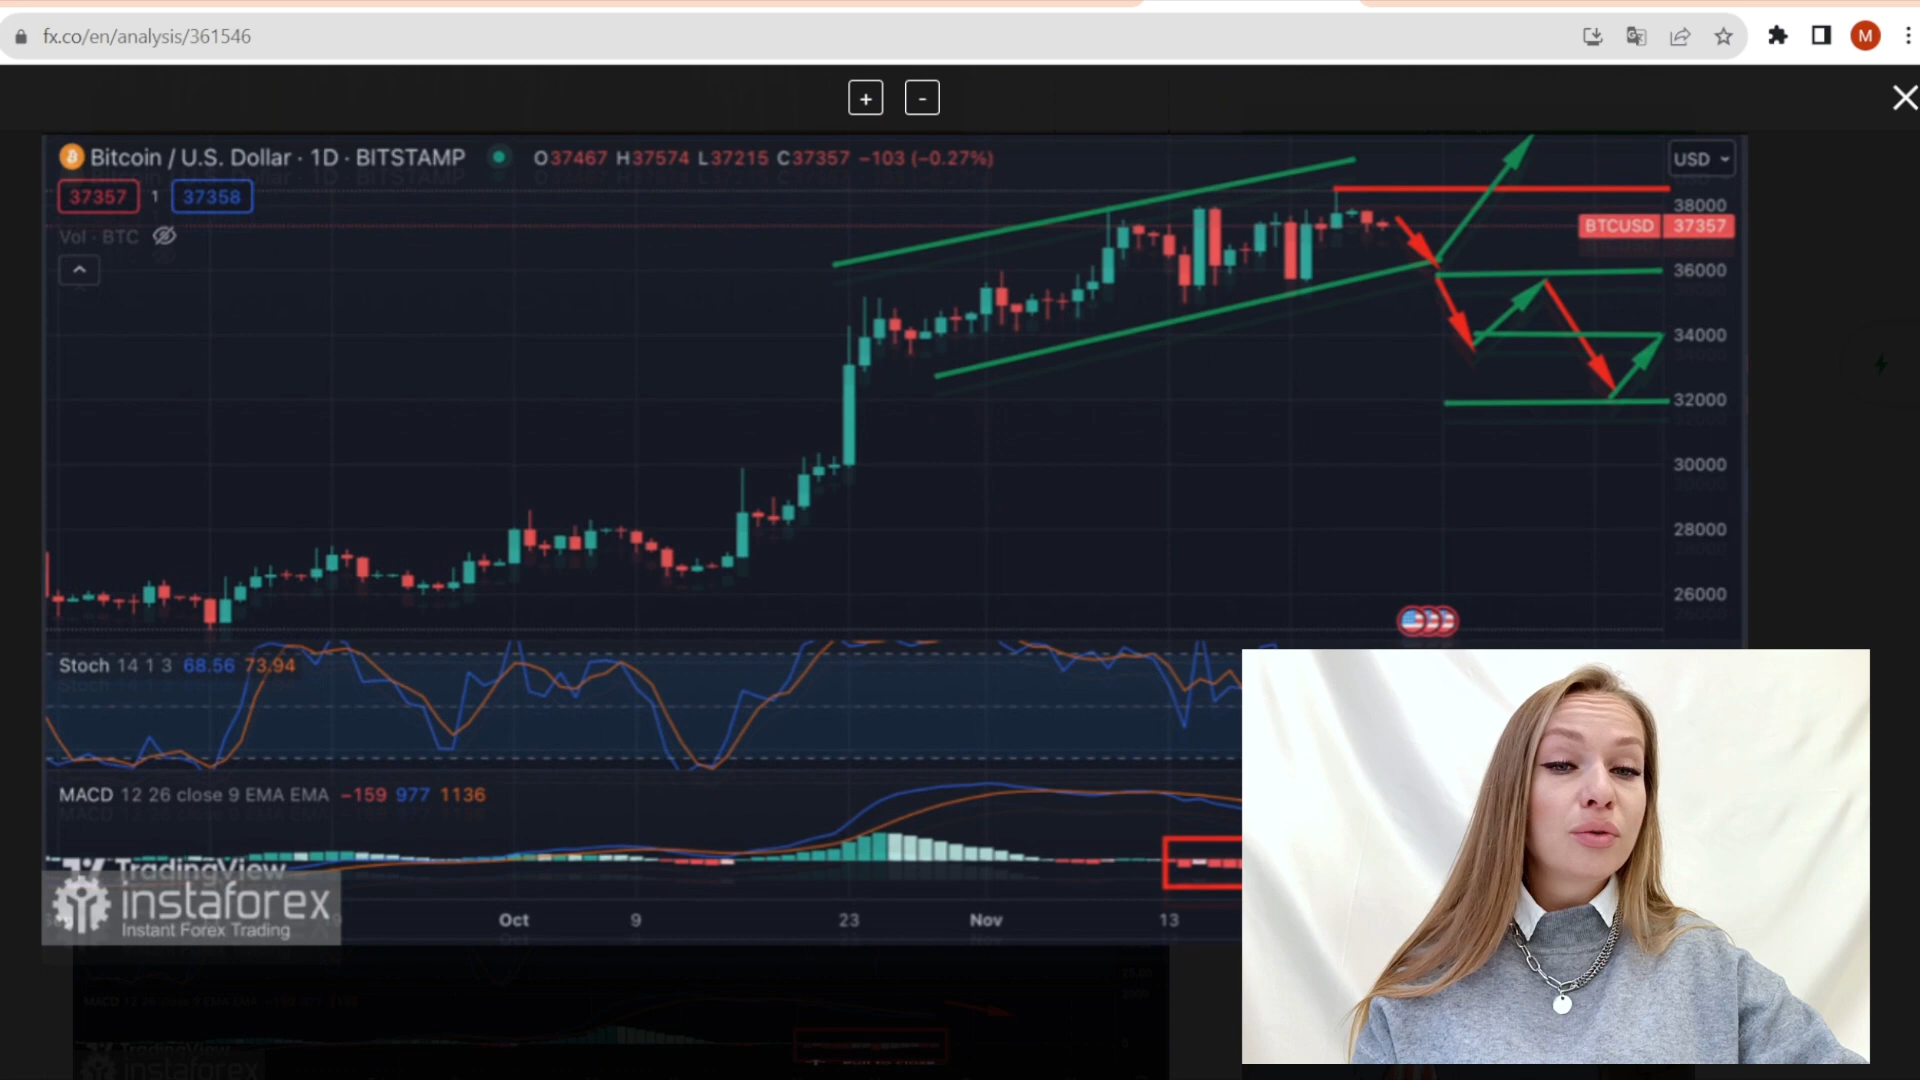 fx.co/en/analysis/361546
M
+ -
Bitcoin / U.S. Dollar · 1D · BITSTAMP O37467 H37574 L37215 C37357 −103 (−0.27%)
USD
37357 1 37358
38000
Vol · BTC
BTCUSD 37357
36000
34000
32000
30000
28000
26000
Stoch 14 1 3 68.56 73.94
MACD 12 26 close 9 EMA EMA −159 977 1136
TradingView
instaforex
Instant Forex Trading
Oct 9 23 Nov 13